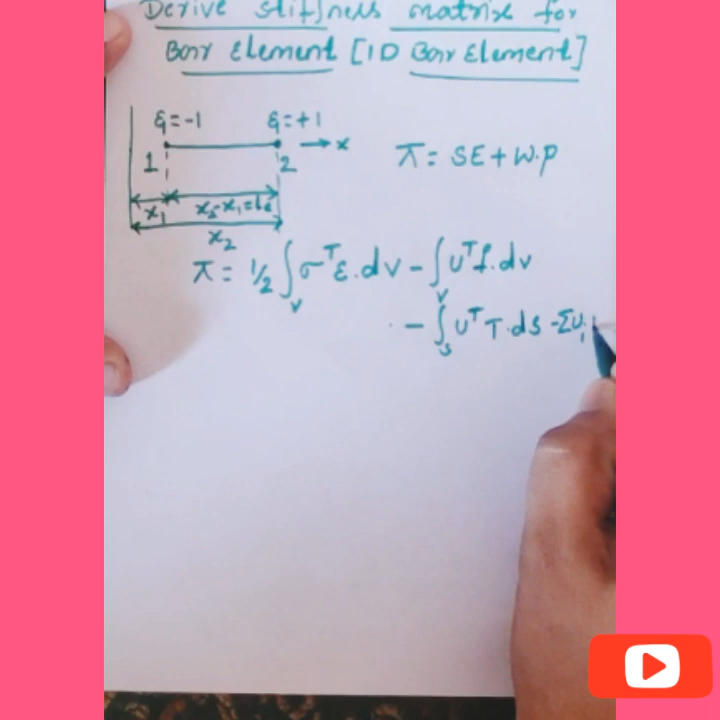 Derive stiffness matrix for
Bar Element [1D Bar Element]
ξ=-1 ξ=+1
1 2 → x
x₁ x₂-x₁=le
x₂
π = SE + W.P
π = 1/2 ∫ᵥ σᵀε.dv - ∫ᵥ uᵀf.dv
- ∫ₛ uᵀT.ds - Σuᵢ